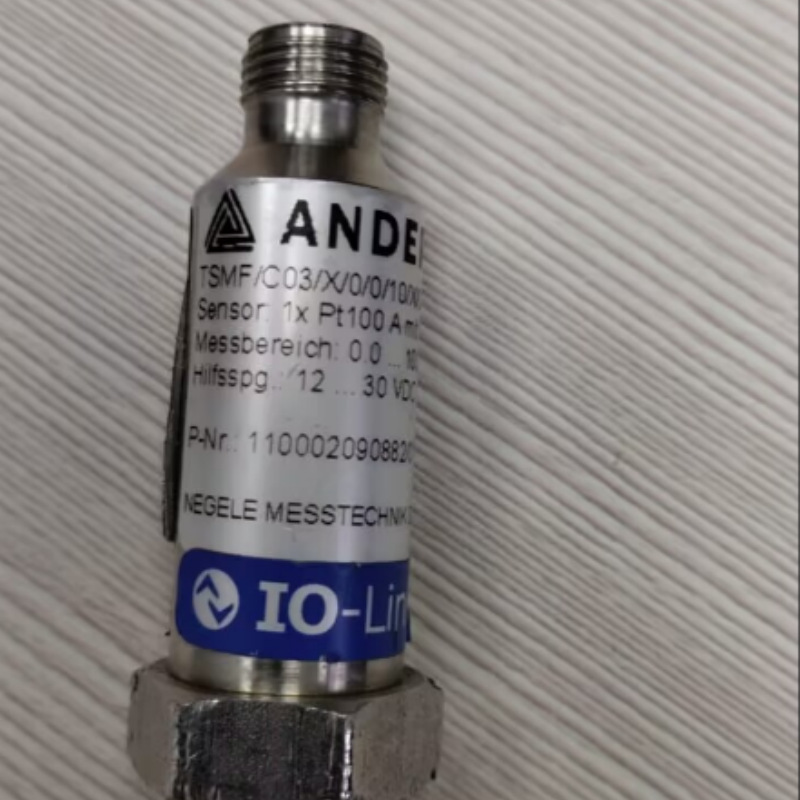 ANDE
TSMF/C03/X/0/0/10/X/
Sensor: 1x Pt100 A
Messbereich: 0.0 ... 10
Hilfsspg.: 12 ... 30 VDC
P-Nr.: 110002090882
NEGELE MESSTECHNIK
IO-Lin